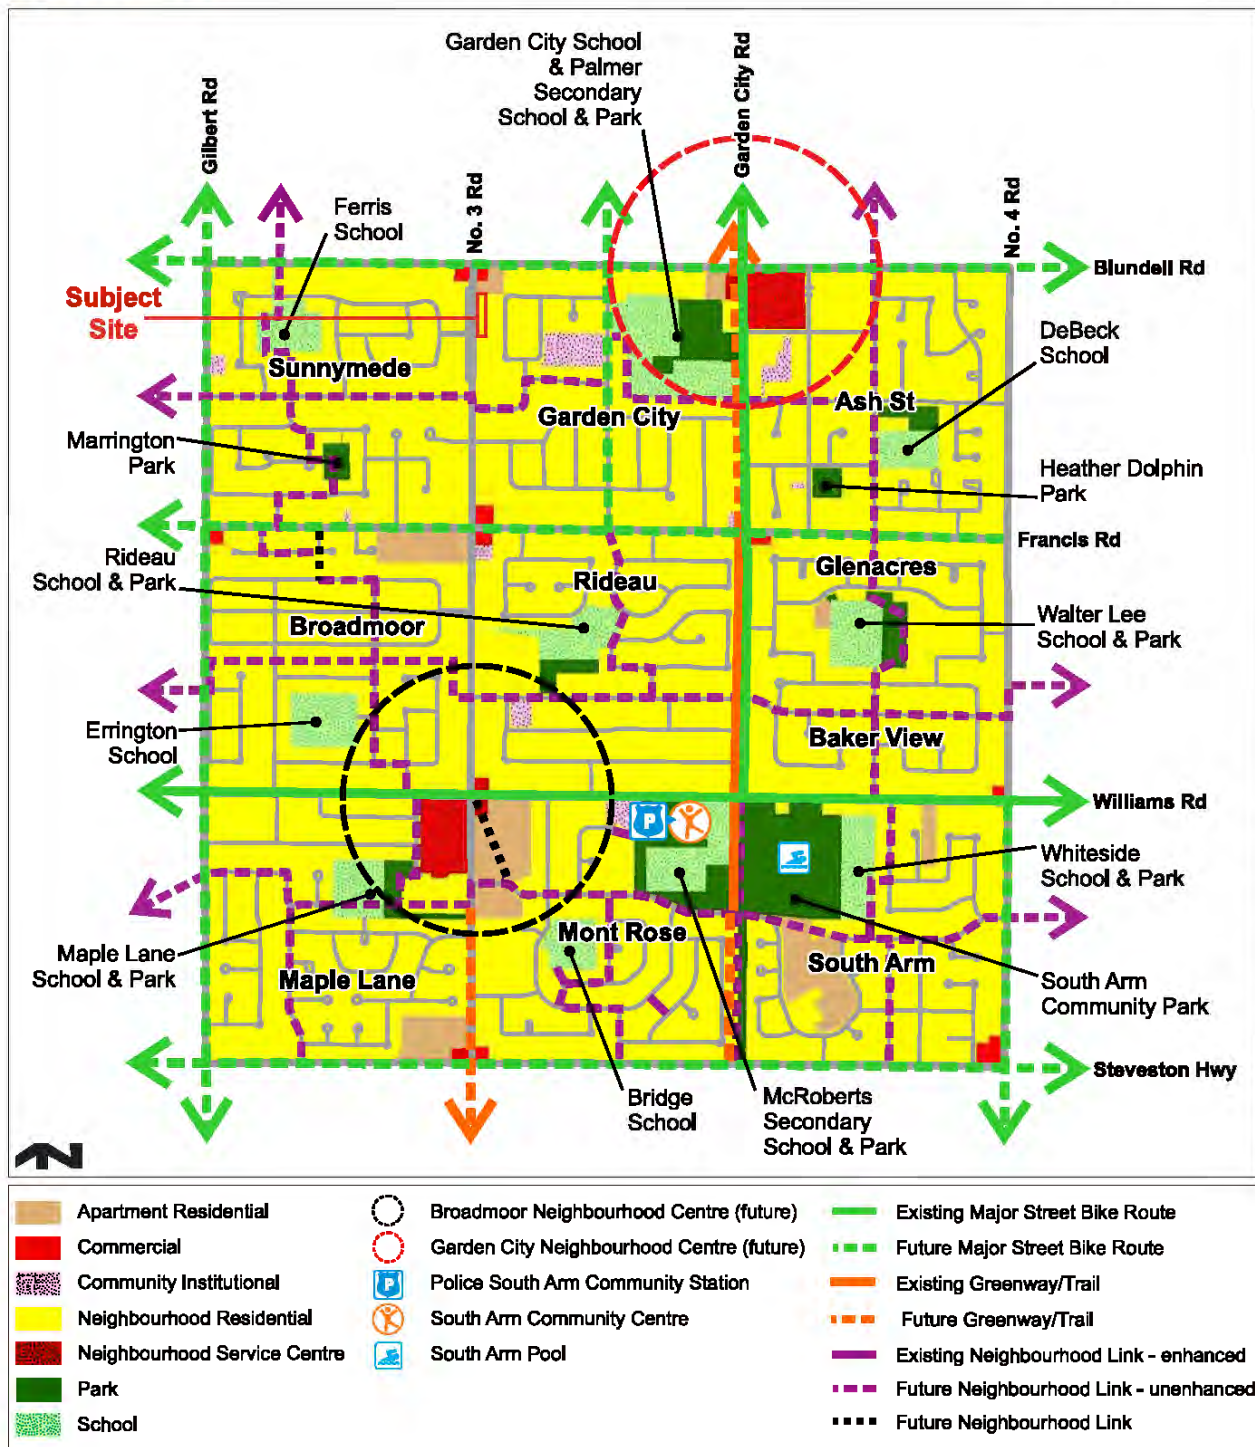 Garden City School
& Palmer
Secondary
School & Park
Gilbert Rd
No. 3 Rd
Garden City Rd
No. 4 Rd
Ferris
School
Blundell Rd
Subject
Site
DeBeck
School
Sunnymede
Ash St
Garden City
Marrington
Park
Heather Dolphin
Park
Francis Rd
Rideau
School & Park
Rideau
Glenacres
Walter Lee
School & Park
Broadmoor
Errington
School
Baker View
Williams Rd
P
Whiteside
School & Park
Mont Rose
Maple Lane
School & Park
Maple Lane
South Arm
South Arm
Community Park
Steveston Hwy
Bridge
School
McRoberts
Secondary
School & Park
N
Apartment Residential
Commercial
Community Institutional
Neighbourhood Residential
Neighbourhood Service Centre
Park
School
Broadmoor Neighbourhood Centre (future)
Garden City Neighbourhood Centre (future)
P
Police South Arm Community Station
South Arm Community Centre
South Arm Pool
Existing Major Street Bike Route
Future Major Street Bike Route
Existing Greenway/Trail
Future Greenway/Trail
Existing Neighbourhood Link - enhanced
Future Neighbourhood Link - unenhanced
Future Neighbourhood Link